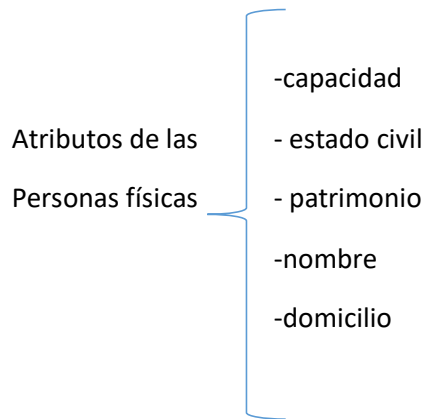 Atributos de las
Personas físicas
-capacidad
- estado civil
- patrimonio
-nombre
-domicilio